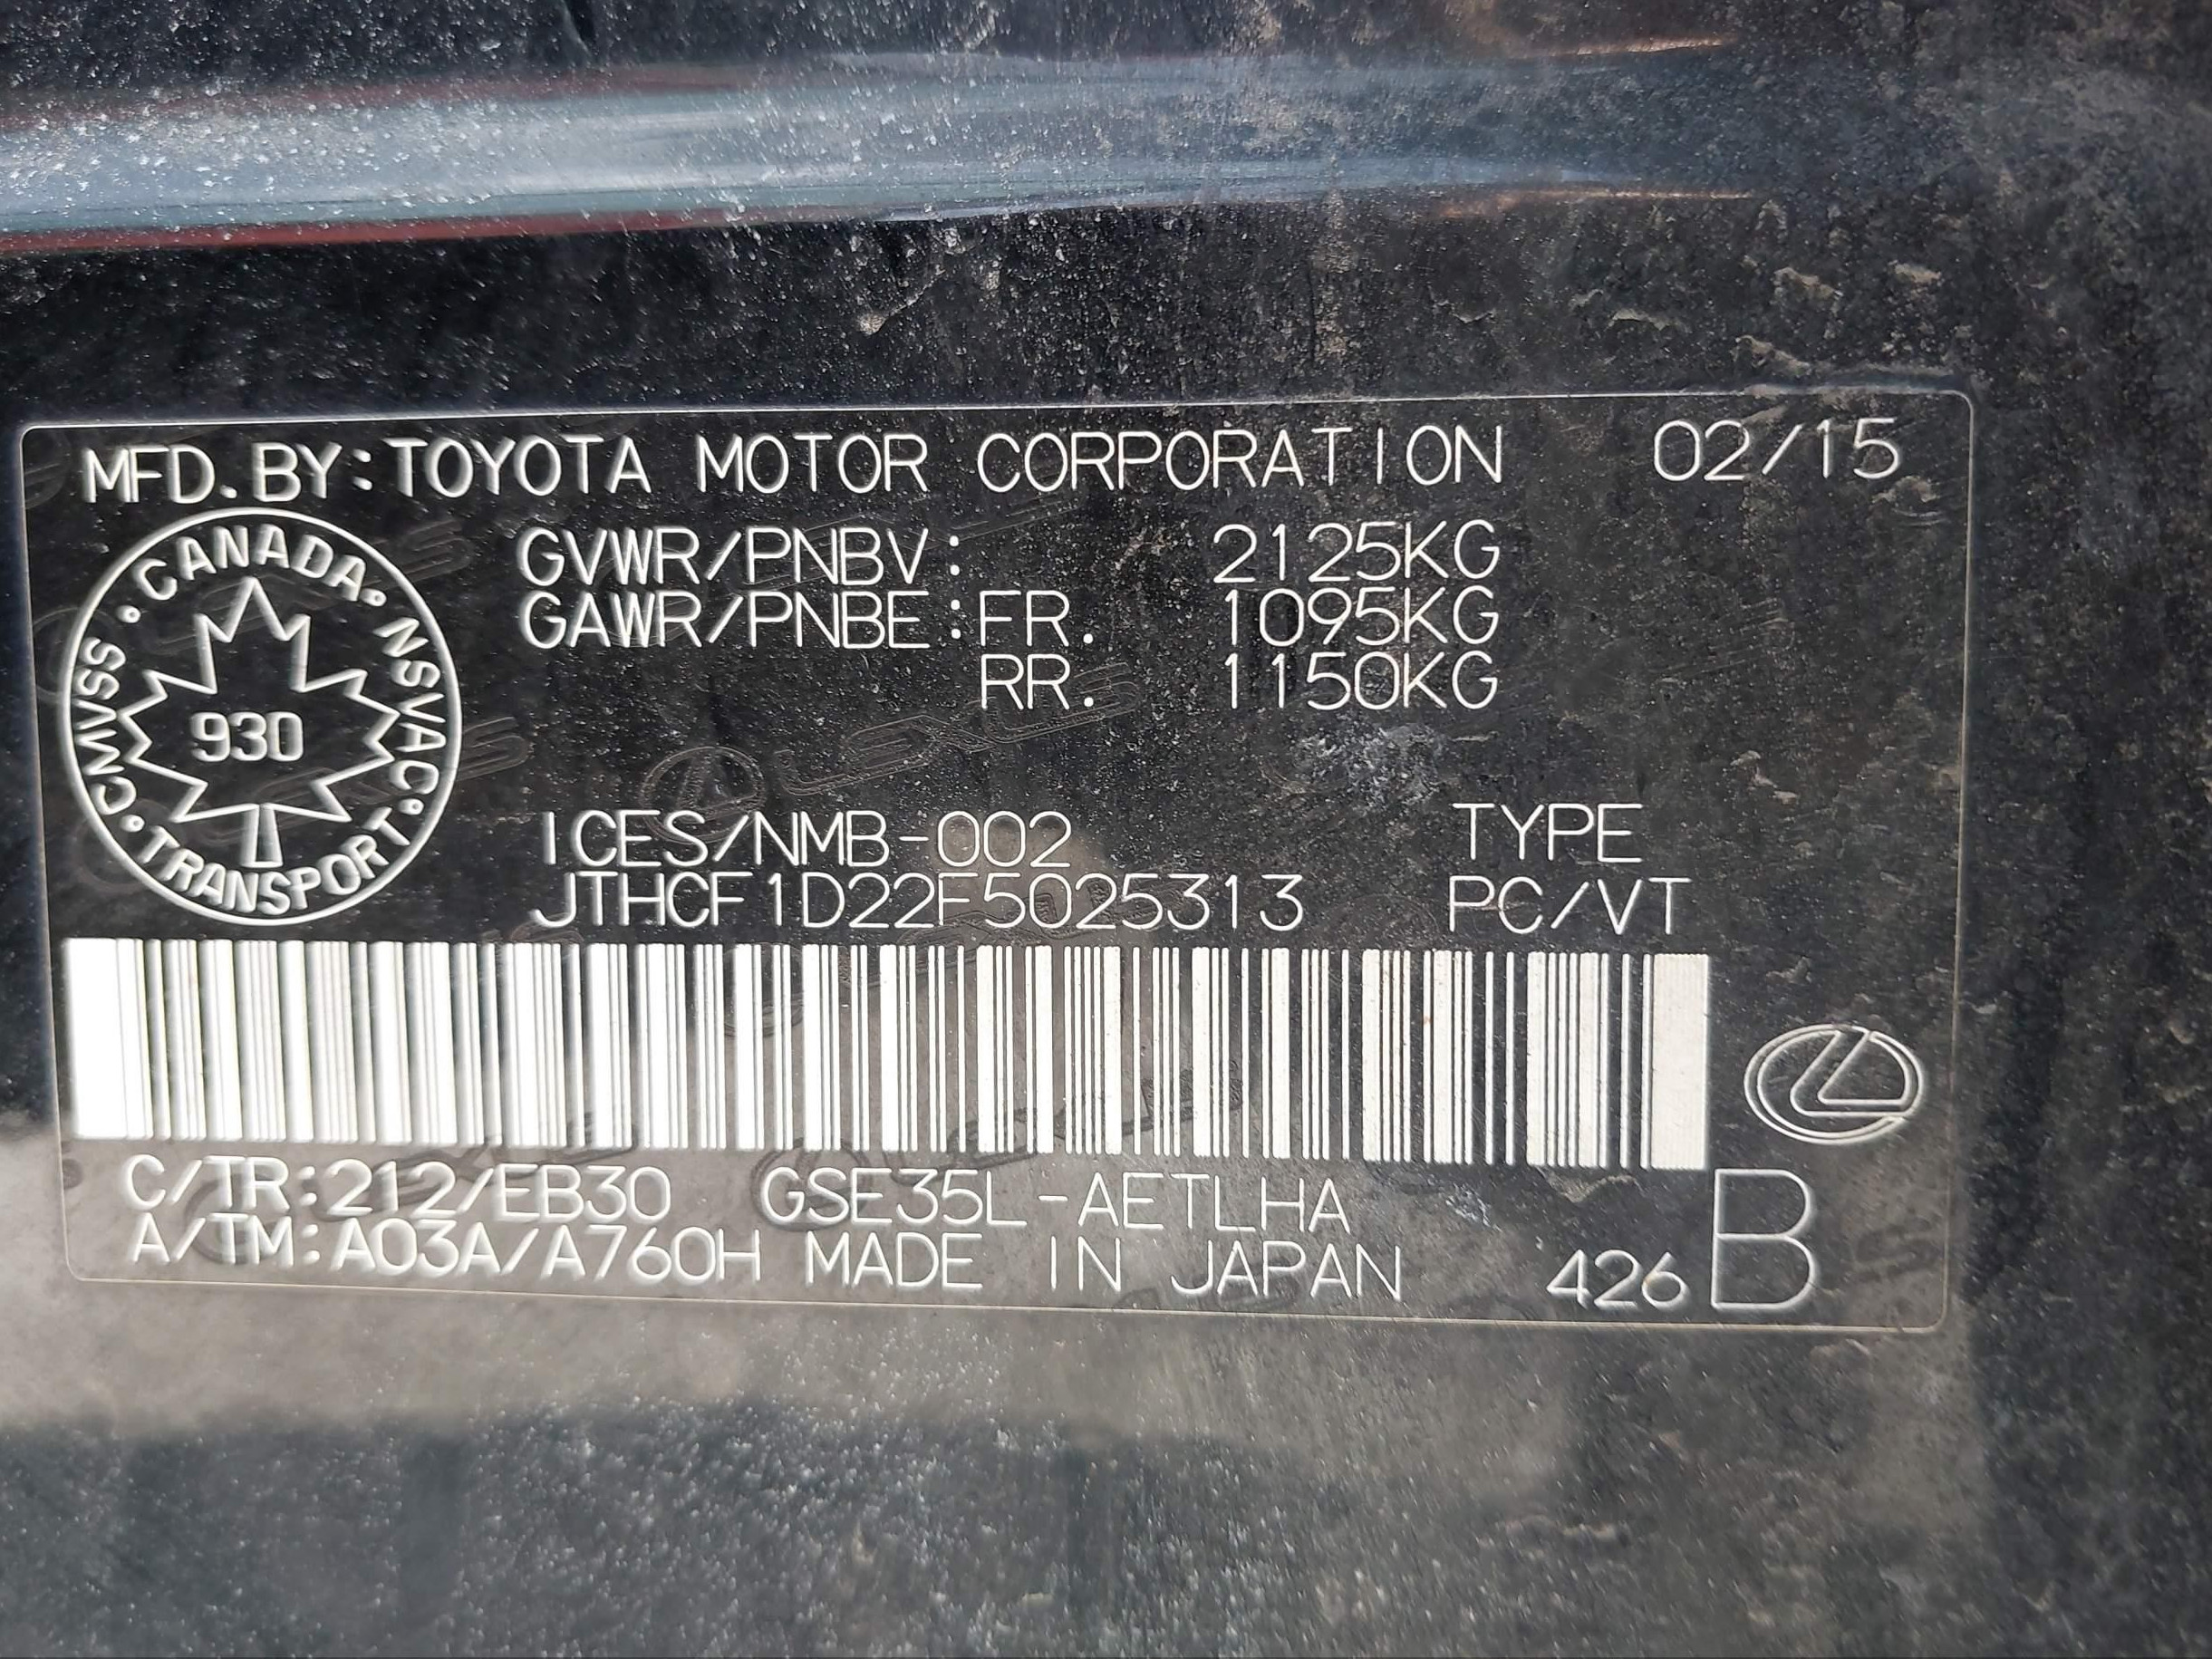 MFD. BY: TOYOTA MOTOR CORPORATION 02/15
CANADA · NSVAC · TRANSPORT · CMVSS ·
930
GVWR/PNBV: 2125KG
GAWR/PNBE: FR. 1095KG
RR. 1150KG
LEXUS
ICES/NMB-002 TYPE
JTHCF1D22F5025313 PC/VT
C/TR: 212/EB30 GSE35L-AETLHA
A/TM: A03A/A760H MADE IN JAPAN 426 B